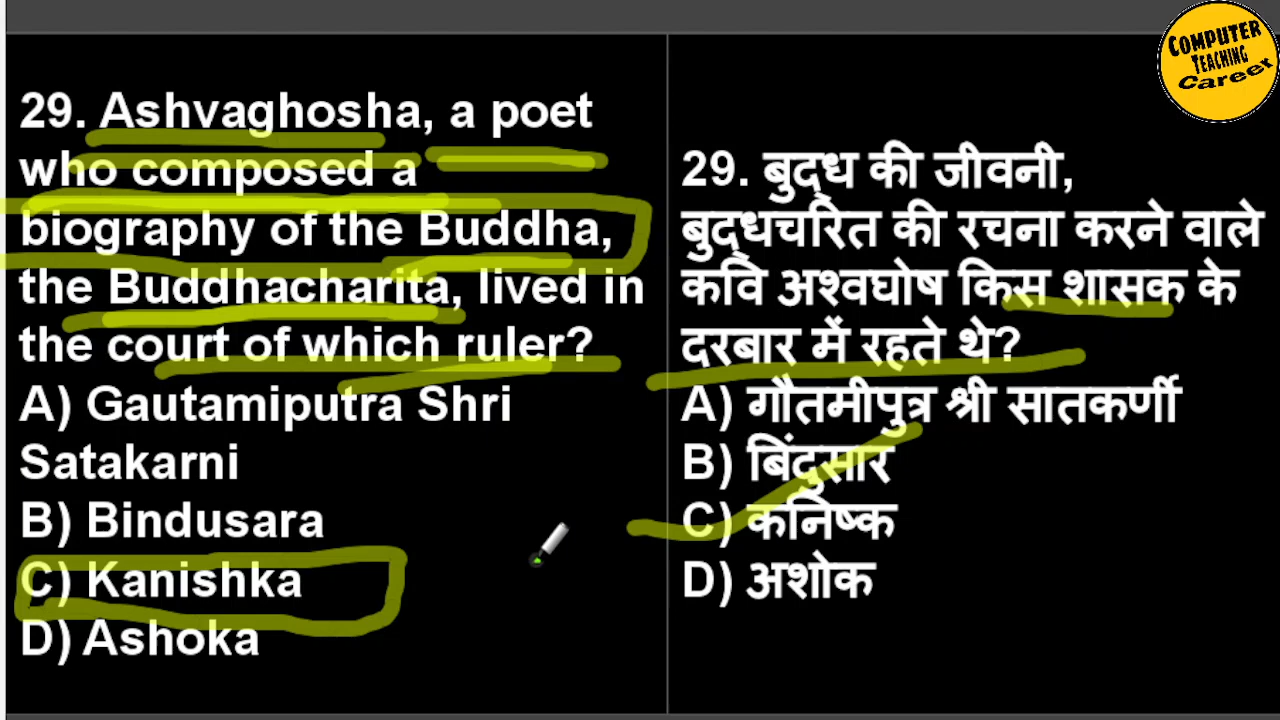 COMPUTER
TEACHING
Career
29. Ashvaghosha, a poet
who composed a
biography of the Buddha,
the Buddhacharita, lived in
the court of which ruler?
A) Gautamiputra Shri
Satakarni
B) Bindusara
C) Kanishka
D) Ashoka
29. बुद्ध की जीवनी,
बुद्धचरित की रचना करने वाले
कवि अश्वघोष किस शासक के
दरबार में रहते थे?
A) गौतमीपुत्र श्री सातकर्णी
B) बिंदुसार
C) कनिष्क
D) अशोक